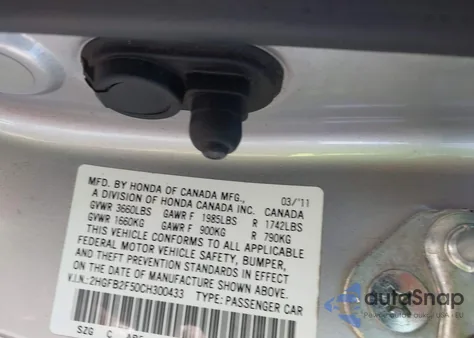 MFD. BY HONDA OF CANADA MFG., 03/'11
A DIVISION OF HONDA CANADA INC. CANADA
GVWR 3660LBS GAWR F 1985LBS R 1742LBS
GVWR 1660KG GAWR F 900KG R 790KG
THIS VEHICLE CONFORMS TO ALL APPLICABLE
FEDERAL MOTOR VEHICLE SAFETY, BUMPER,
AND THEFT PREVENTION STANDARDS IN EFFECT
ON THE DATE OF MANUFACTURE SHOWN ABOVE.
V.I.N.: 2HGFB2F50CH300433 TYPE: PASSENGER CAR
SZG C
autoSnap